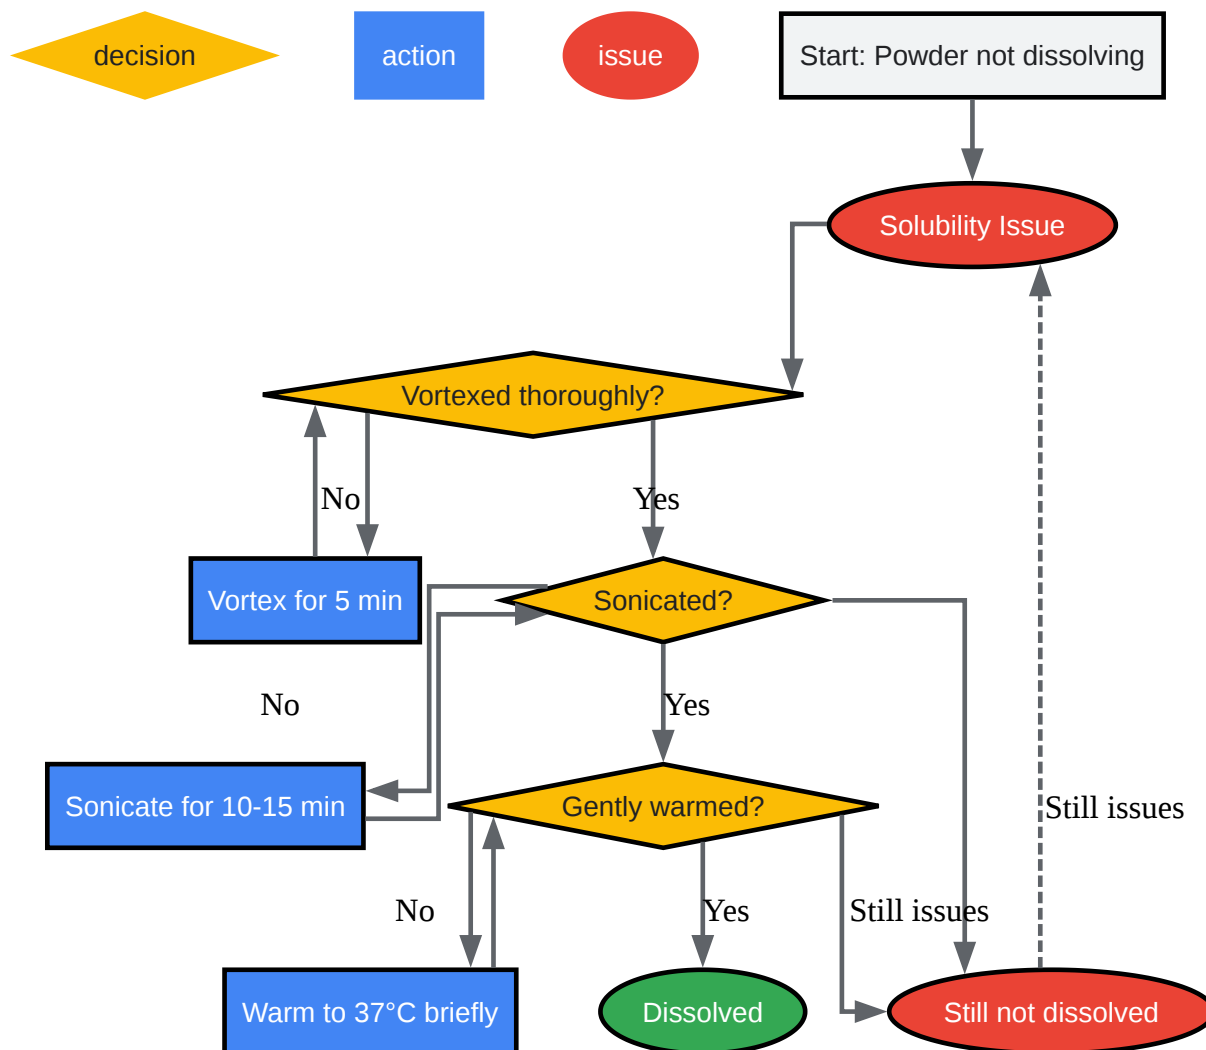 decision
action
issue
Start: Powder not dissolving
Solubility Issue
Vortexed thoroughly?
No
Yes
Vortex for 5 min
Sonicated?
No
Yes
Sonicate for 10-15 min
Gently warmed?
Still issues
No
Yes
Still issues
Warm to 37°C briefly
Dissolved
Still not dissolved